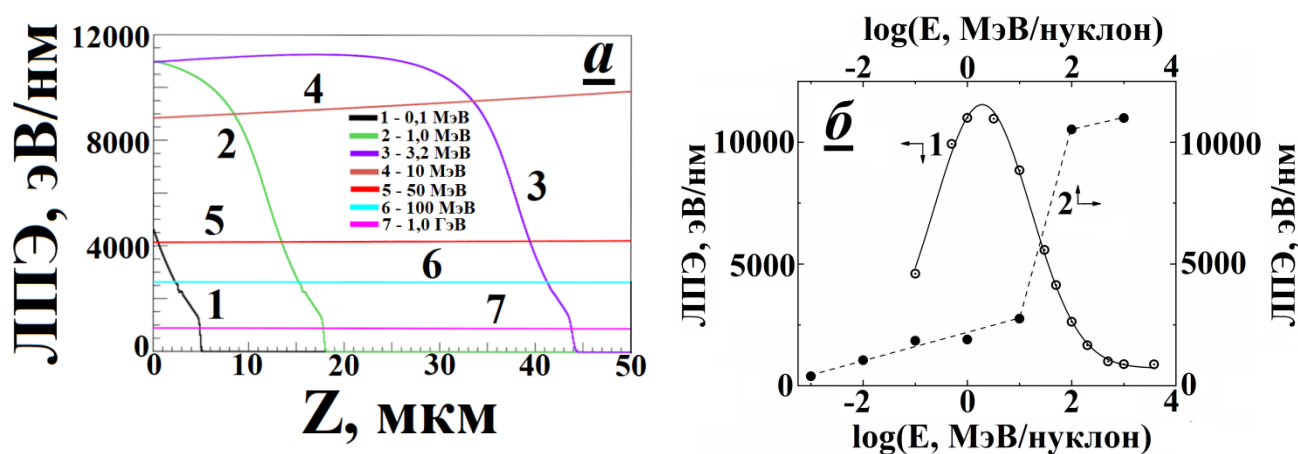 ЛПЭ, эВ/нм
12000
8000
4000
0
а
4
2
3
5
6
1
7
1 - 0,1 МэВ
2 - 1,0 МэВ
3 - 3,2 МэВ
4 - 10 МэВ
5 - 50 МэВ
6 - 100 МэВ
7 - 1,0 ГэВ
0 10 20 30 40 50
Z, мкм
log(E, МэВ/нуклон)
-2 0 2 4
б
1
2
ЛПЭ, эВ/нм
10000
5000
0
10000
5000
0
ЛПЭ, эВ/нм
-2 0 2 4
log(E, МэВ/нуклон)